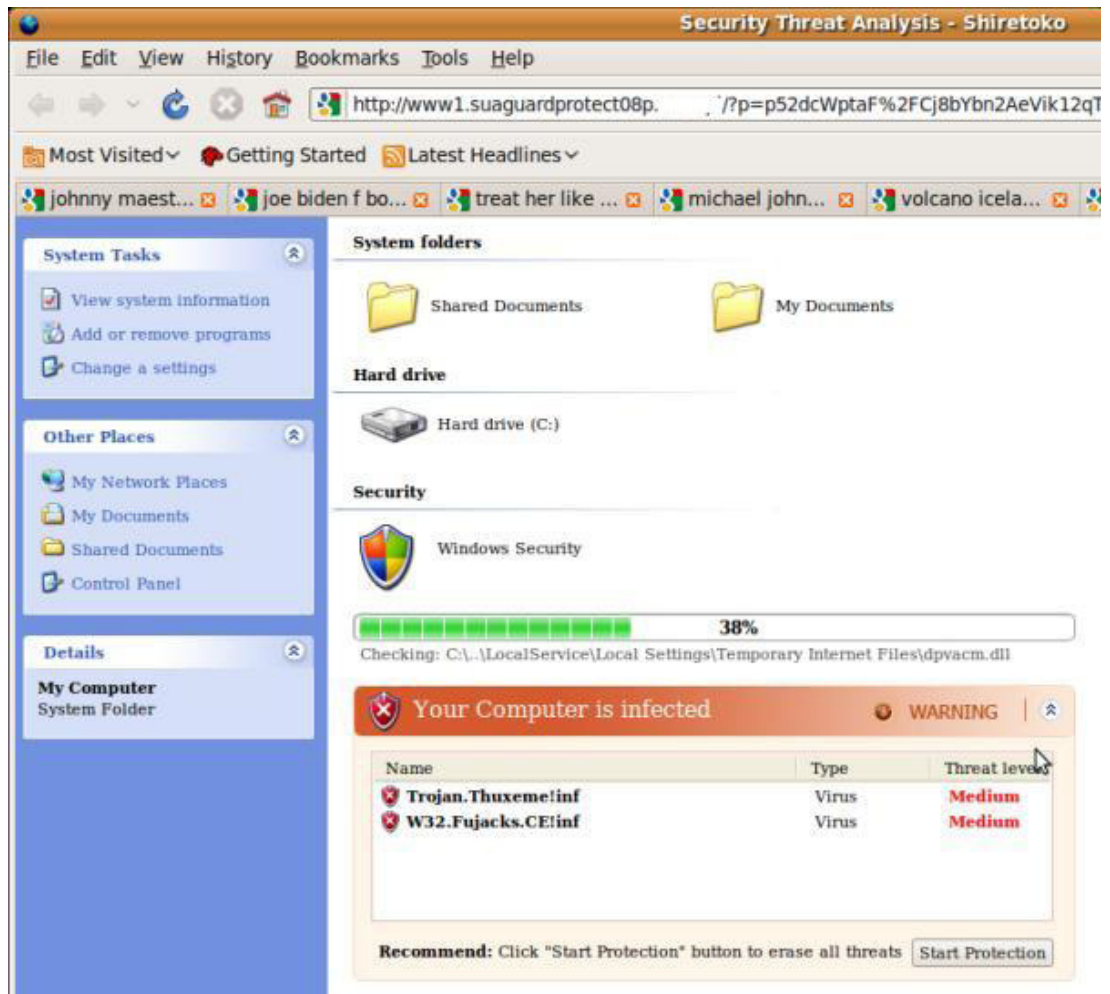 Security Threat Analysis - Shiretoko
File Edit View History Bookmarks Tools Help
http://www1.suaguardprotect08p. /?p=p52dcWptaF%2FCj8bYbn2AeVik12qT
Most Visited Getting Started Latest Headlines
johnny maest... joe biden f bo... treat her like ... michael john... volcano icela...
System Tasks
View system information
Add or remove programs
Change a settings
Other Places
My Network Places
My Documents
Shared Documents
Control Panel
Details
My Computer
System Folder
System folders
Shared Documents My Documents
Hard drive
Hard drive (C:)
Security
Windows Security
38%
Checking: C:\..\LocalService\Local Settings\Temporary Internet Files\dpvacm.dll
Your Computer is infected WARNING
Name Type Threat level
Trojan.Thuxeme!inf Virus Medium
W32.Fujacks.CE!inf Virus Medium
Recommend: Click "Start Protection" button to erase all threats Start Protection